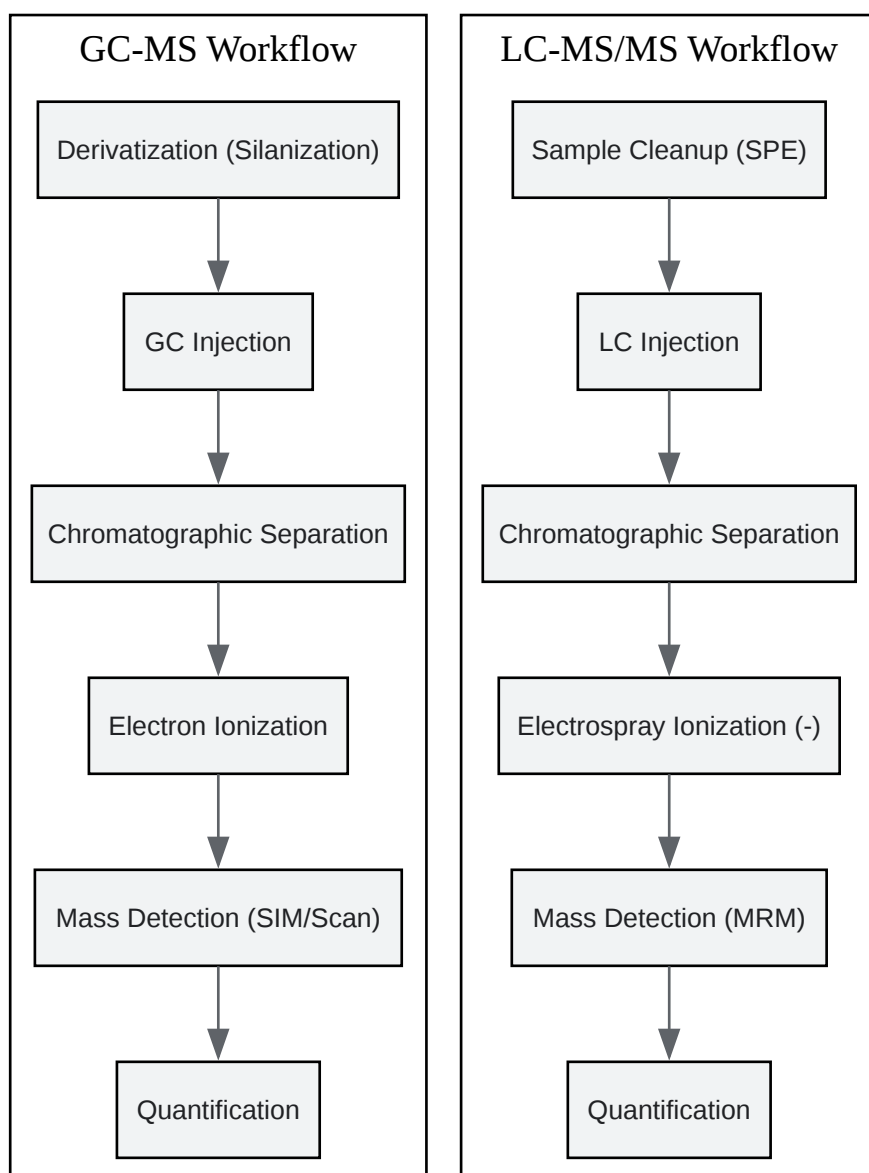 GC-MS Workflow
Derivatization (Silanization)
GC Injection
Chromatographic Separation
Electron Ionization
Mass Detection (SIM/Scan)
Quantification
LC-MS/MS Workflow
Sample Cleanup (SPE)
LC Injection
Chromatographic Separation
Electrospray Ionization (-)
Mass Detection (MRM)
Quantification